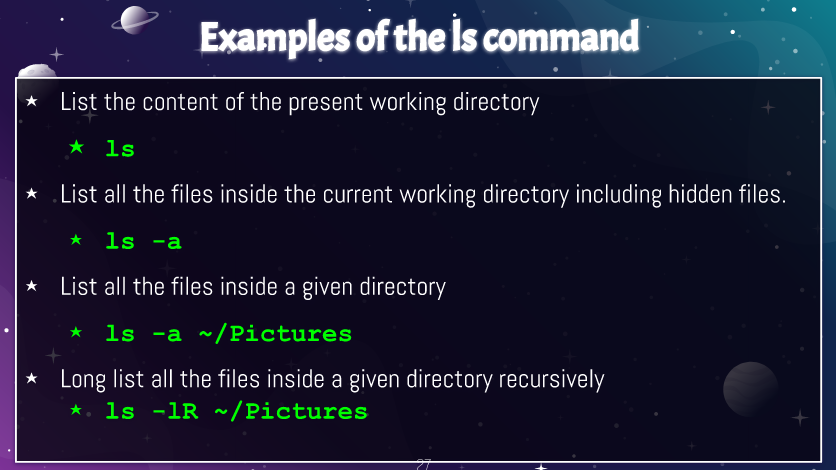 Examples of the ls command
List the content of the present working directory
ls
List all the files inside the current working directory including hidden files.
ls -a
List all the files inside a given directory
ls -a ~/Pictures
Long list all the files inside a given directory recursively
ls -lR ~/Pictures
27